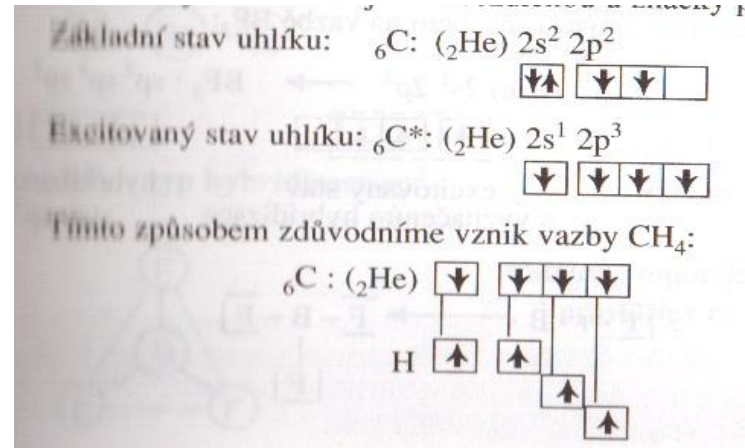 Základní stav uhlíku: ₆C: (₂He) 2s² 2p²
Excitovaný stav uhlíku: ₆C*: (₂He) 2s¹ 2p³
Tímto způsobem zdůvodníme vznik vazby CH₄:
₆C : (₂He)
H